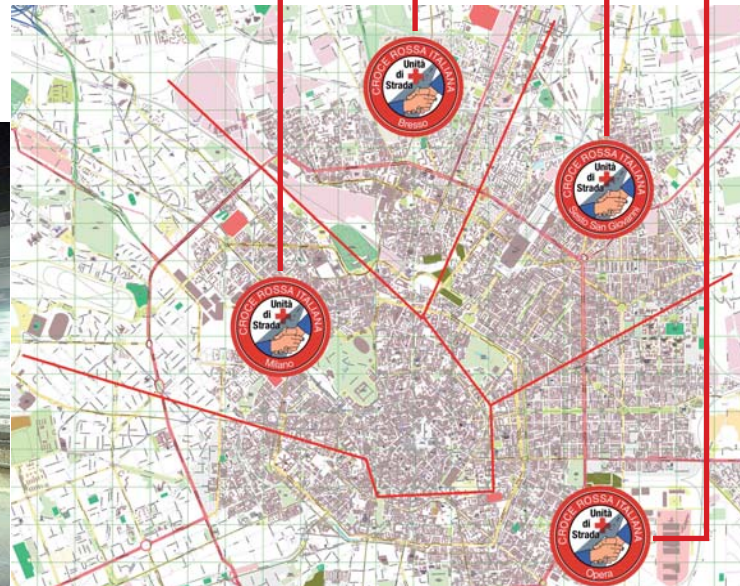 CROCE ROSSA ITALIANA
Unità
di
Strada
Bresso
CROCE ROSSA ITALIANA
Unità
di
Strada
Sesto San Giovanni
CROCE ROSSA ITALIANA
Unità
di
Strada
Milano
CROCE ROSSA ITALIANA
Unità
di
Strada
Opera